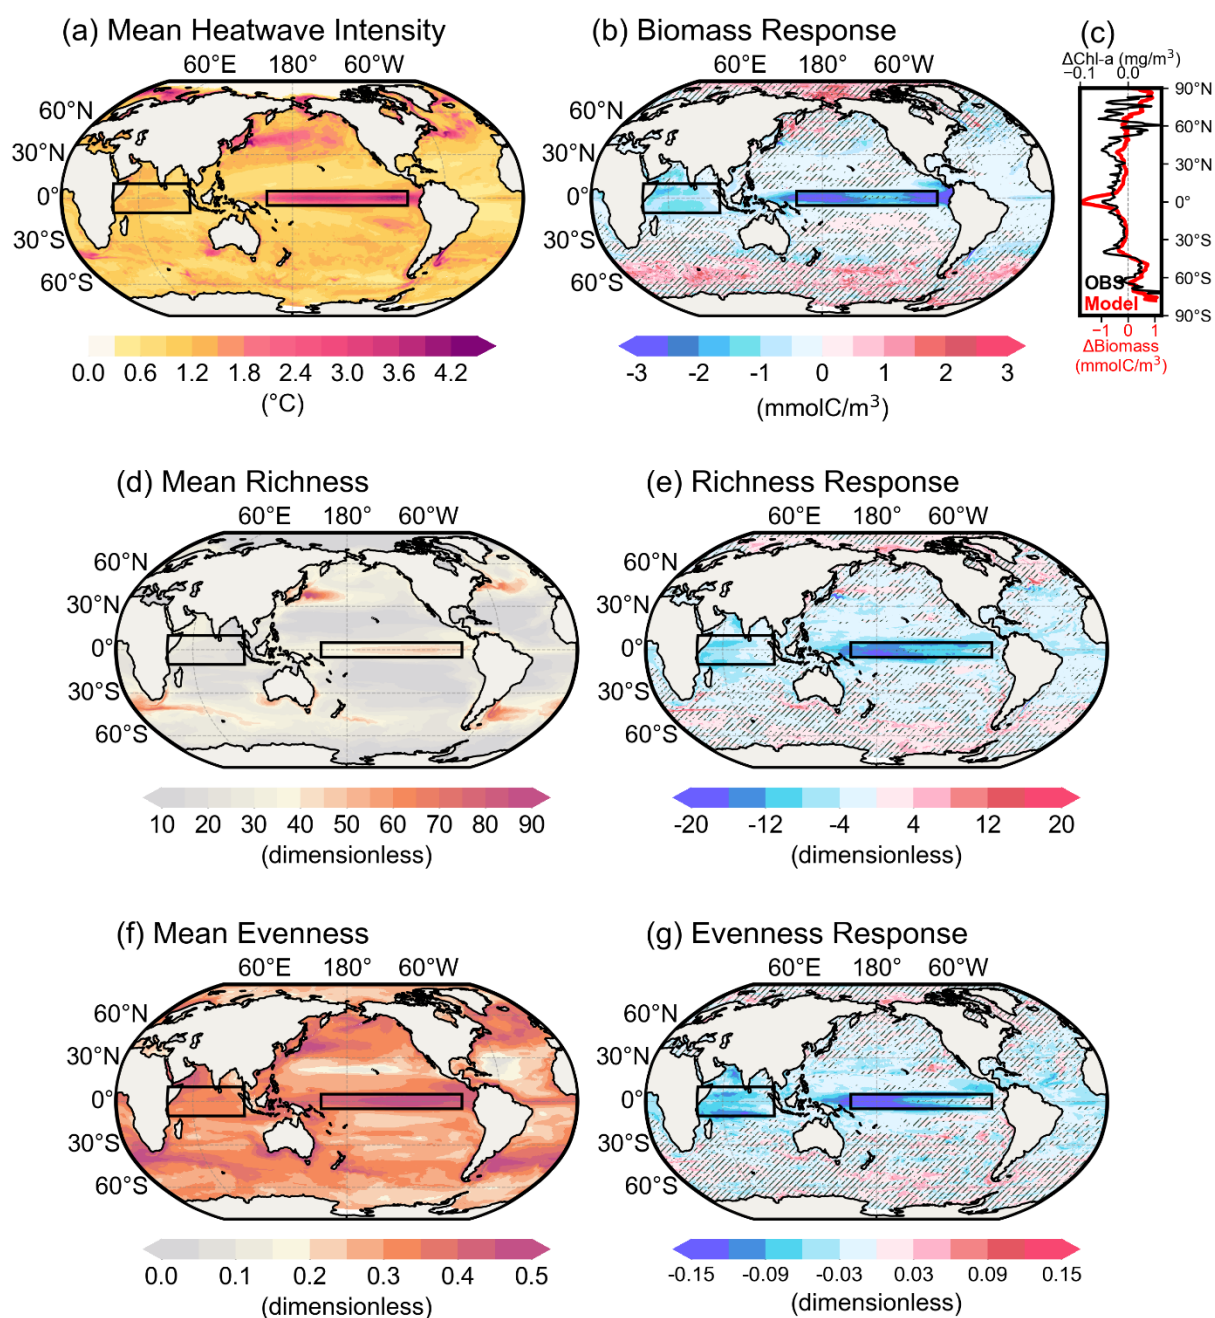 (a) Mean Heatwave Intensity
60°E 180° 60°W
60°N
30°N
0°
30°S
60°S
0.0 0.6 1.2 1.8 2.4 3.0 3.6 4.2
(°C)
(b) Biomass Response
60°E 180° 60°W
60°N
30°N
0°
30°S
60°S
-3 -2 -1 0 1 2 3
(mmolC/m³)
(c)
ΔChl-a (mg/m³)
−0.1 0.0
90°N
60°N
30°N
0°
30°S
60°S
90°S
OBS
Model
−1 0 1
ΔBiomass
(mmolC/m³)
(d) Mean Richness
60°E 180° 60°W
60°N
30°N
0°
30°S
60°S
10 20 30 40 50 60 70 80 90
(dimensionless)
(e) Richness Response
60°E 180° 60°W
60°N
30°N
0°
30°S
60°S
-20 -12 -4 4 12 20
(dimensionless)
(f) Mean Evenness
60°E 180° 60°W
60°N
30°N
0°
30°S
60°S
0.0 0.1 0.2 0.3 0.4 0.5
(dimensionless)
(g) Evenness Response
60°E 180° 60°W
60°N
30°N
0°
30°S
60°S
-0.15 -0.09 -0.03 0.03 0.09 0.15
(dimensionless)